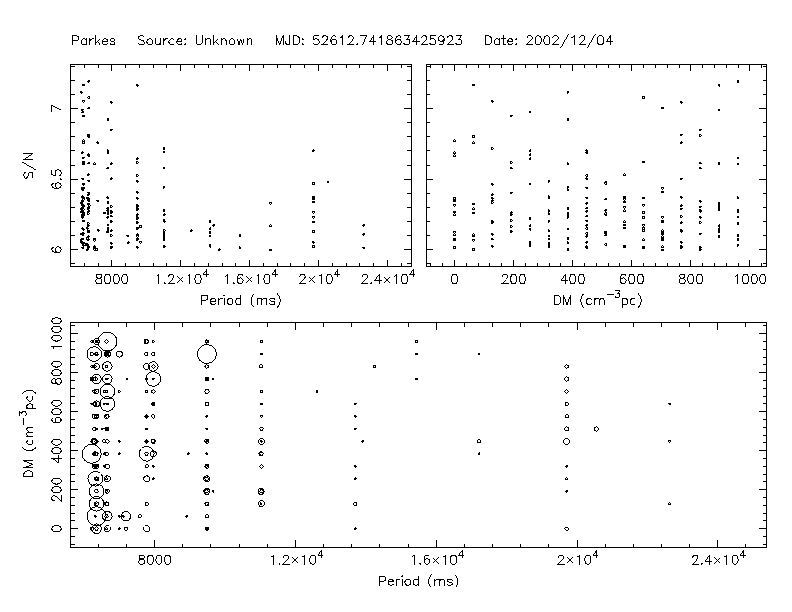 Parkes Source: Unknown MJD: 52612.741863425923 Date: 2002/12/04
S/N
7
6.5
6
8000 1.2×10⁴ 1.6×10⁴ 2×10⁴ 2.4×10⁴
Period (ms)
0 200 400 600 800 1000
DM (cm⁻³pc)
DM (cm⁻³pc)
1000
800
600
400
200
0
8000 1.2×10⁴ 1.6×10⁴ 2×10⁴ 2.4×10⁴
Period (ms)